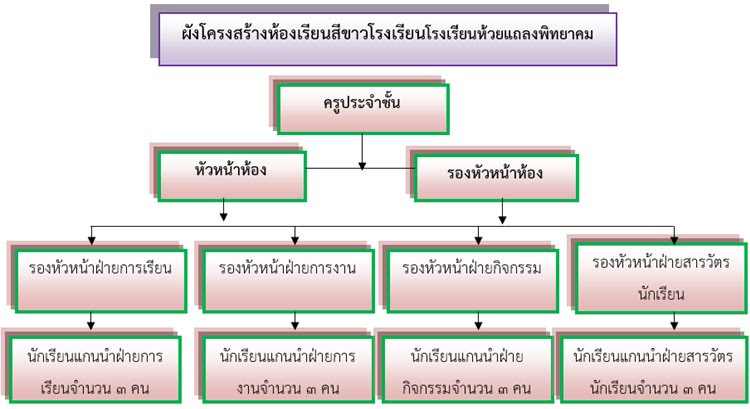 ผังโครงสร้างห้องเรียนสีขาวโรงเรียนโรงเรียนห้วยแถลงพิทยาคม
ครูประจำชั้น
หัวหน้าห้อง
รองหัวหน้าห้อง
รองหัวหน้าฝ่ายการเรียน
รองหัวหน้าฝ่ายการงาน
รองหัวหน้าฝ่ายกิจกรรม
รองหัวหน้าฝ่ายสารวัตร
นักเรียน
นักเรียนแกนนำฝ่ายการ
เรียนจำนวน ๓ คน
นักเรียนแกนนำฝ่ายการ
งานจำนวน ๓ คน
นักเรียนแกนนำฝ่าย
กิจกรรมจำนวน ๓ คน
นักเรียนแกนนำฝ่ายสารวัตร
นักเรียนจำนวน ๓ คน